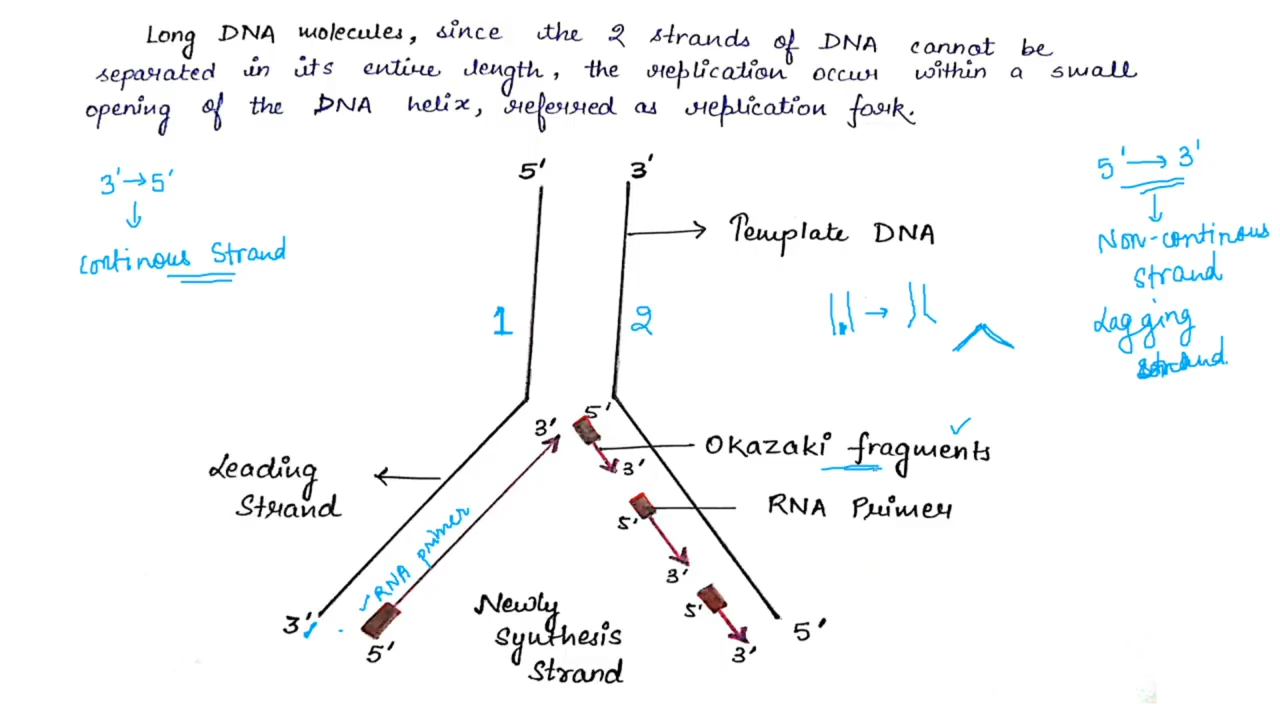 Long DNA molecules, since the 2 strands of DNA cannot be
separated in its entire length, the replication occur within a small
opening of the DNA helix, referred as replication fork.
3'→5'
↓
Continous Strand
5'
3'
5' → 3'
↓
Non-continous
strand
Lagging
strand
Template DNA
1
2
Leading
Strand
3'
5'
3'
Okazaki fragments
RNA Primer
5'
3'
5'
3'
RNA primer
3'
5'
5'
Newly
Synthesis
Strand